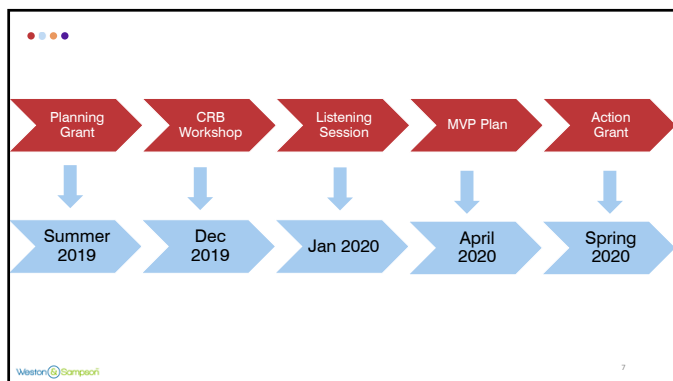 Planning
Grant
CRB
Workshop
Listening
Session
MVP Plan
Action
Grant
Summer
2019
Dec
2019
Jan 2020
April
2020
Spring
2020
Weston & Sampson
7